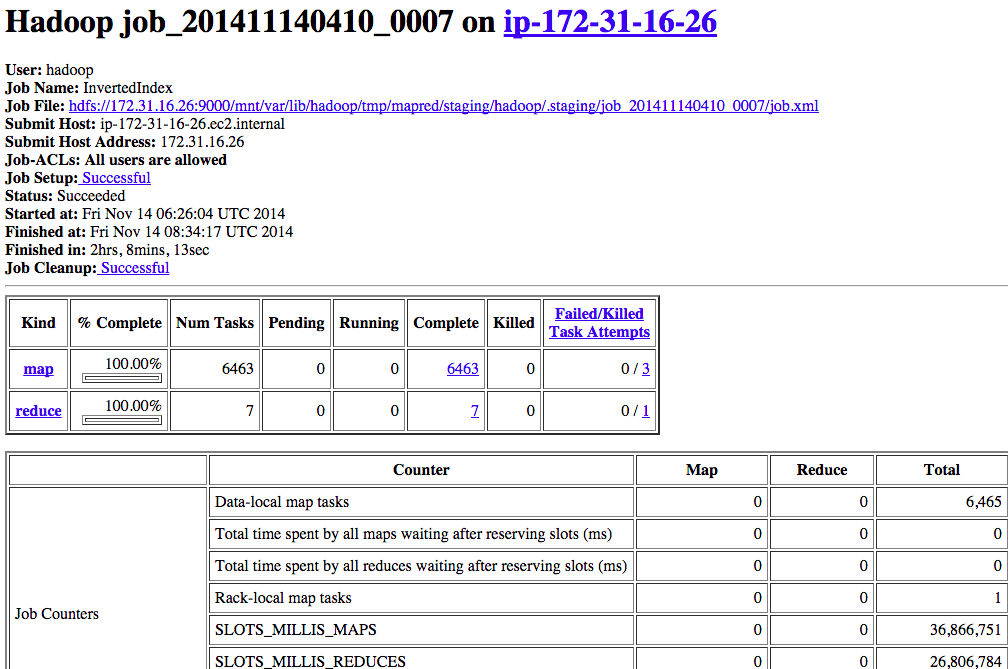 Hadoop job_201411140410_0007 on ip-172-31-16-26
User: hadoop
Job Name: InvertedIndex
Job File: hdfs://172.31.16.26:9000/mnt/var/lib/hadoop/tmp/mapred/staging/hadoop/.staging/job_201411140410_0007/job.xml
Submit Host: ip-172-31-16-26.ec2.internal
Submit Host Address: 172.31.16.26
Job-ACLs: All users are allowed
Job Setup: Successful
Status: Succeeded
Started at: Fri Nov 14 06:26:04 UTC 2014
Finished at: Fri Nov 14 08:34:17 UTC 2014
Finished in: 2hrs, 8mins, 13sec
Job Cleanup: Successful
Kind % Complete Num Tasks Pending Running Complete Killed Failed/Killed
Task Attempts
map 100.00% 6463 0 0 6463 0 0 / 3
reduce 100.00% 7 0 0 7 0 0 / 1
Counter Map Reduce Total
Data-local map tasks 0 0 6,465
Total time spent by all maps waiting after reserving slots (ms) 0 0 0
Total time spent by all reduces waiting after reserving slots (ms) 0 0 0
Rack-local map tasks 0 0 1
Job Counters
SLOTS_MILLIS_MAPS 0 0 36,866,751
SLOTS_MILLIS_REDUCES 0 0 26,806,784